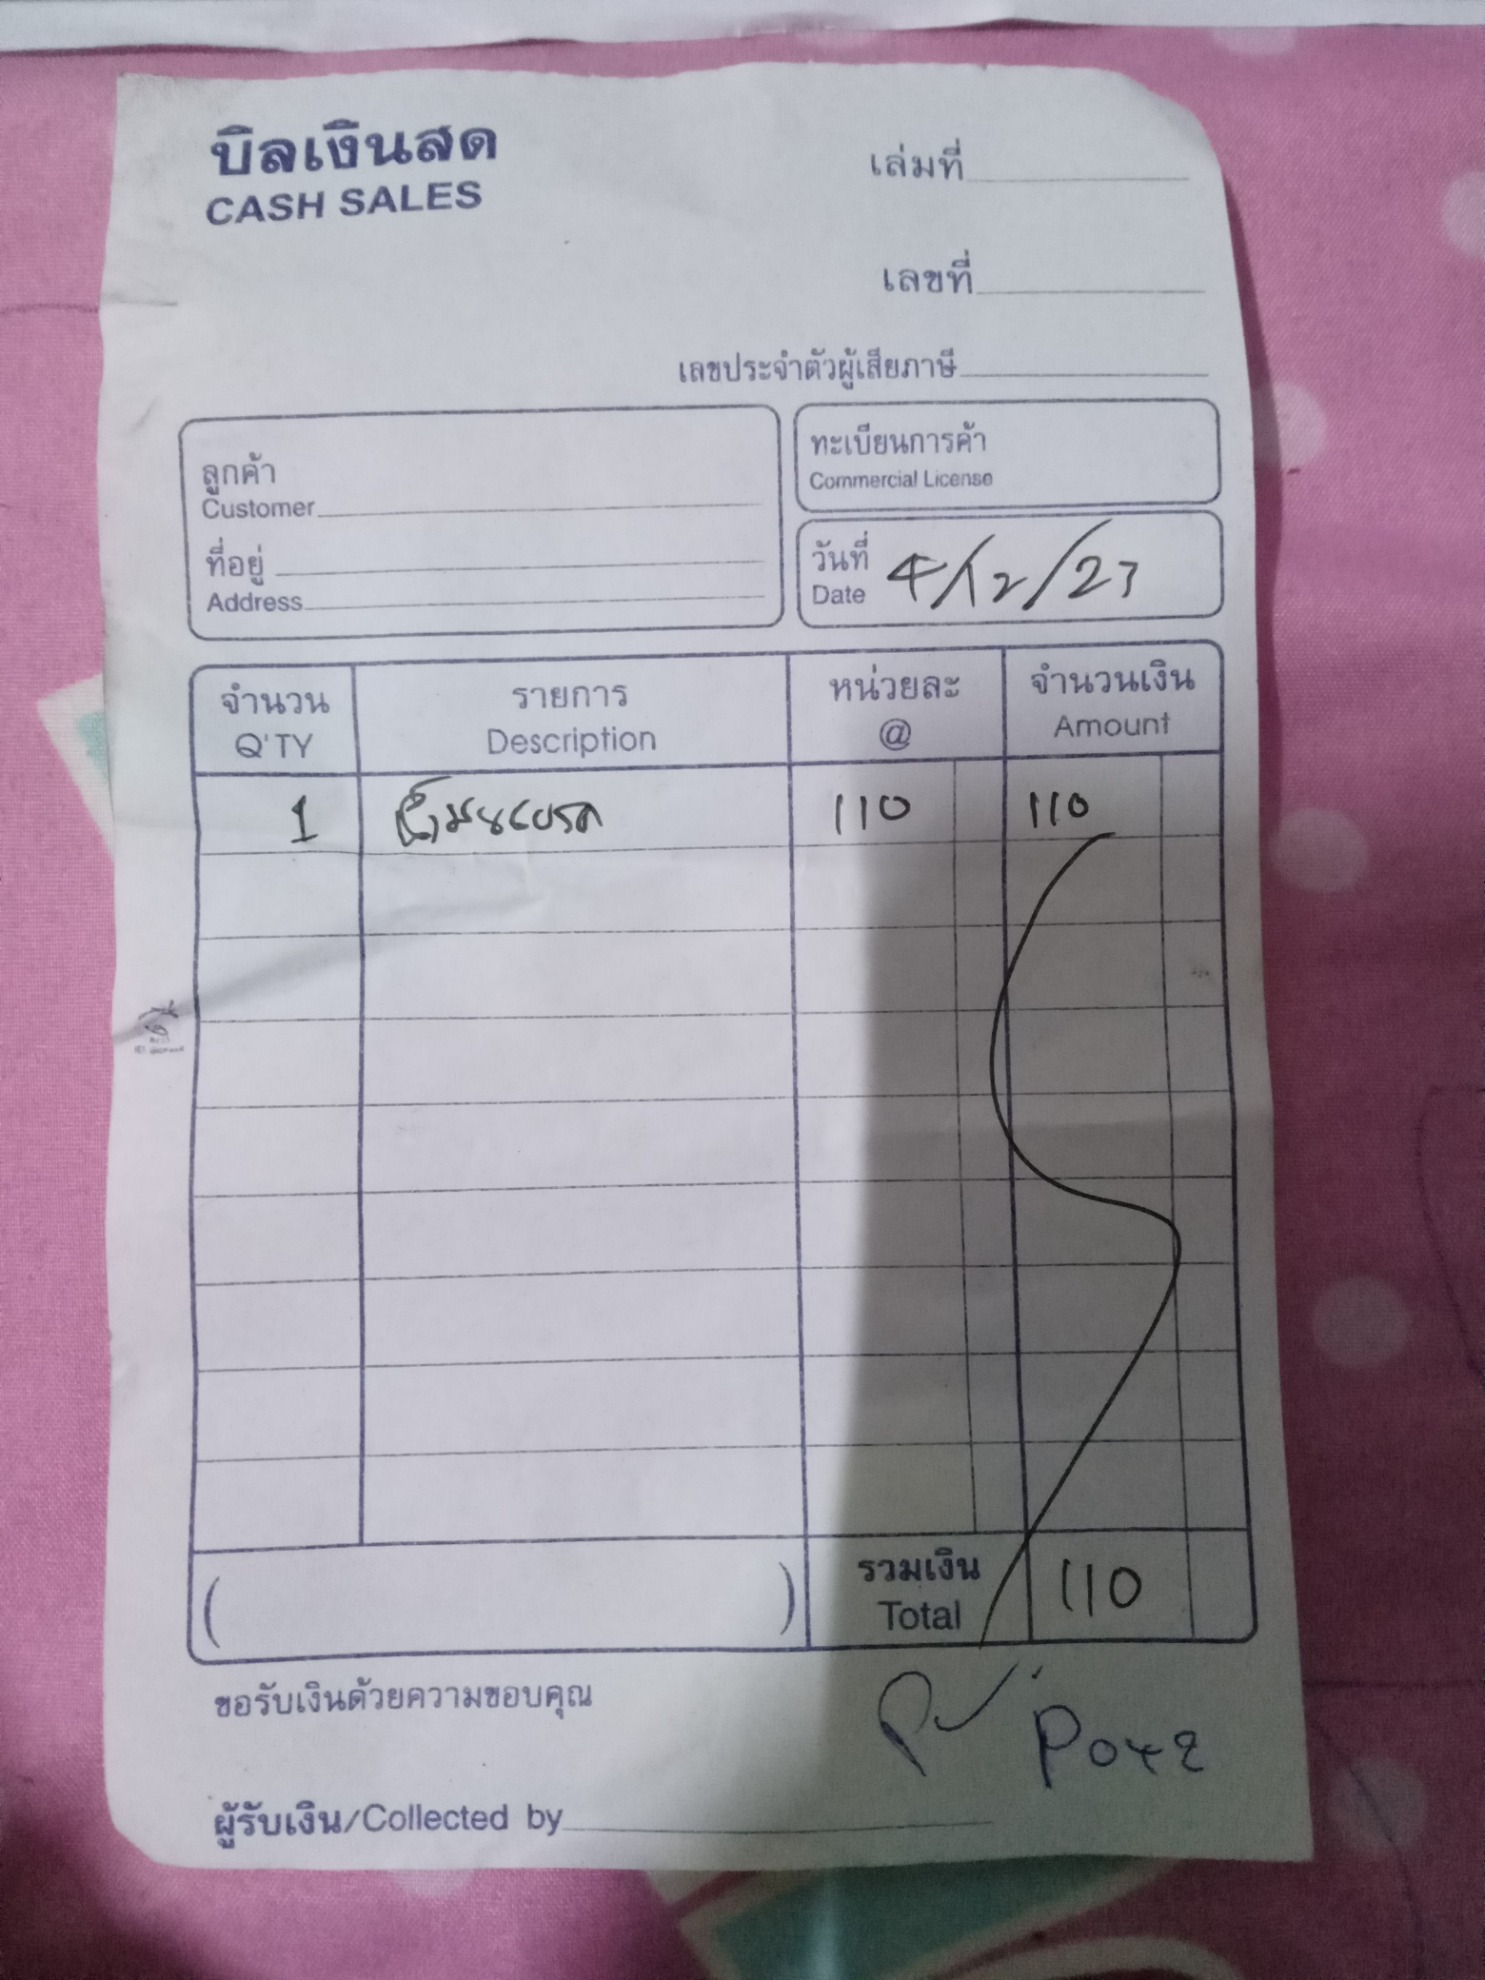 บิลเงินสด
CASH SALES
เล่มที่
เลขที่
เลขประจำตัวผู้เสียภาษี
ลูกค้า
Customer
ที่อยู่
Address
ทะเบียนการค้า
Commercial License
วันที่
Date 4/12/23
จำนวน รายการ หน่วยละ จำนวนเงิน
Q'TY Description @ Amount
1 110 110
( ) รวมเงิน 110
Total
ขอรับเงินด้วยความขอบคุณ
ผู้รับเงิน/Collected by